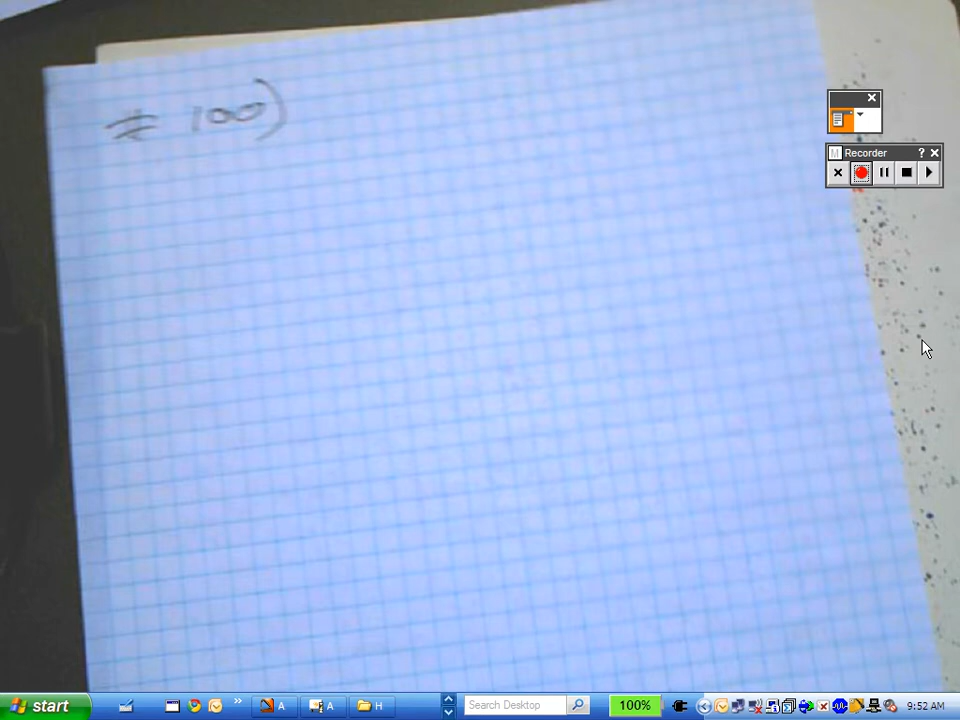 # 100)
Recorder
start
A
A
H
Search Desktop
100%
9:52 AM